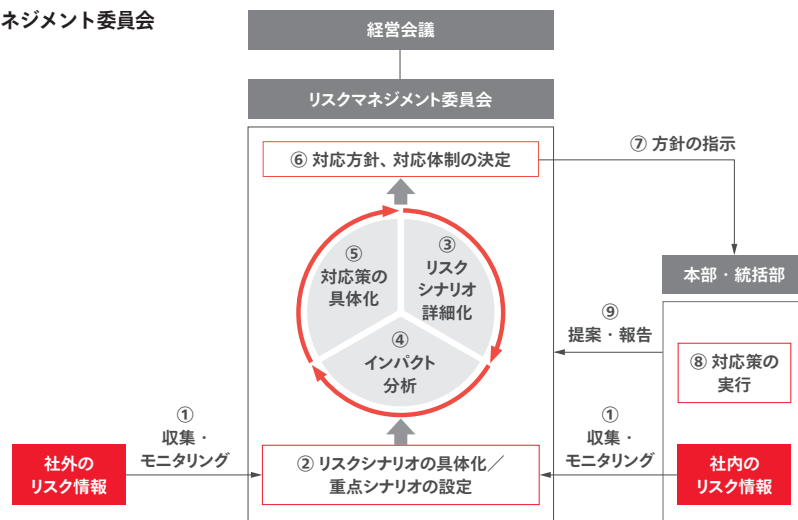 ネジメント委員会
経営会議
リスクマネジメント委員会
⑥ 対応方針、対応体制の決定
⑦ 方針の指示
⑤
対応策の
具体化
③
リスク
シナリオ
詳細化
④
インパクト
分析
本部・統括部
⑨
提案・報告
⑧ 対応策の
実行
①
収集・
モニタリング
①
収集・
モニタリング
社外の
リスク情報
② リスクシナリオの具体化／
重点シナリオの設定
社内の
リスク情報